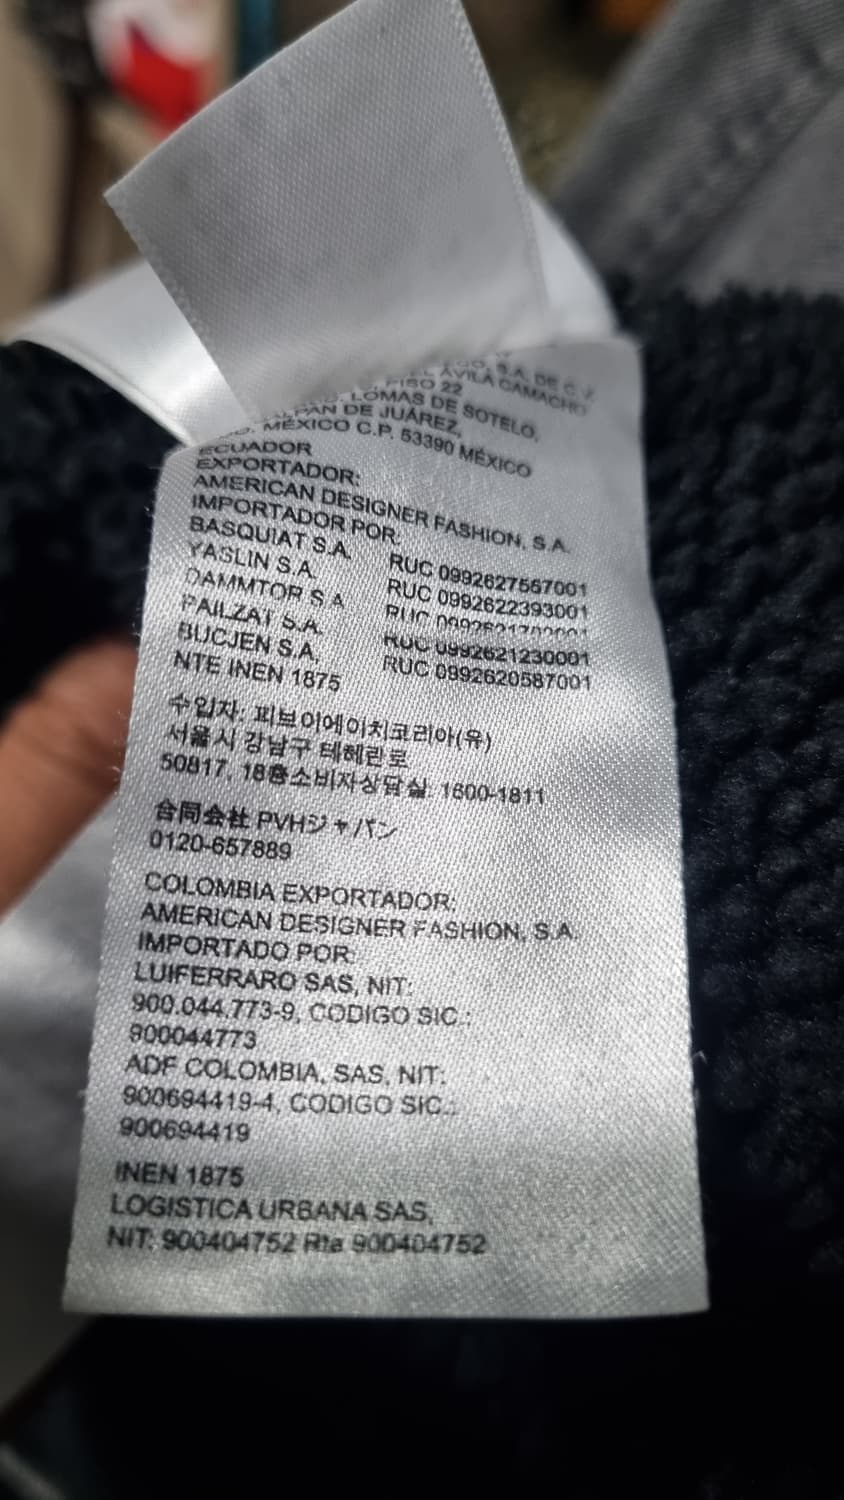 S.A. DE C.V.
ÁVILA CAMACHO
PISO 22
LOMAS DE SOTELO,
DE JUÁREZ,
MÉXICO C.P. 53390 MÉXICO
ECUADOR
EXPORTADOR:
AMERICAN DESIGNER FASHION, S.A.
IMPORTADOR POR:
BASQUIAT S.A. RUC 0992627567001
YASLIN S.A. RUC 0992622393001
DAMMTOR S.A. RUC
PAILZAT S.A. RUC 0992621230001
BUCJEN S.A. RUC 0992620587001
NTE INEN 1875
수입자: 피브이에이치코리아(유)
서울시 강남구 테헤란로
50817, 18층소비자상담실: 1600-1811
合同会社 PVHジャパン
0120-657889
COLOMBIA EXPORTADOR:
AMERICAN DESIGNER FASHION, S.A.
IMPORTADO POR:
LUIFERRARO SAS, NIT:
900.044.773-9, CODIGO SIC.:
900044773
ADF COLOMBIA, SAS, NIT:
900694419-4, CODIGO SIC.:
900694419
INEN 1875
LOGISTICA URBANA SAS,
NIT: 900404752 Rta 900404752